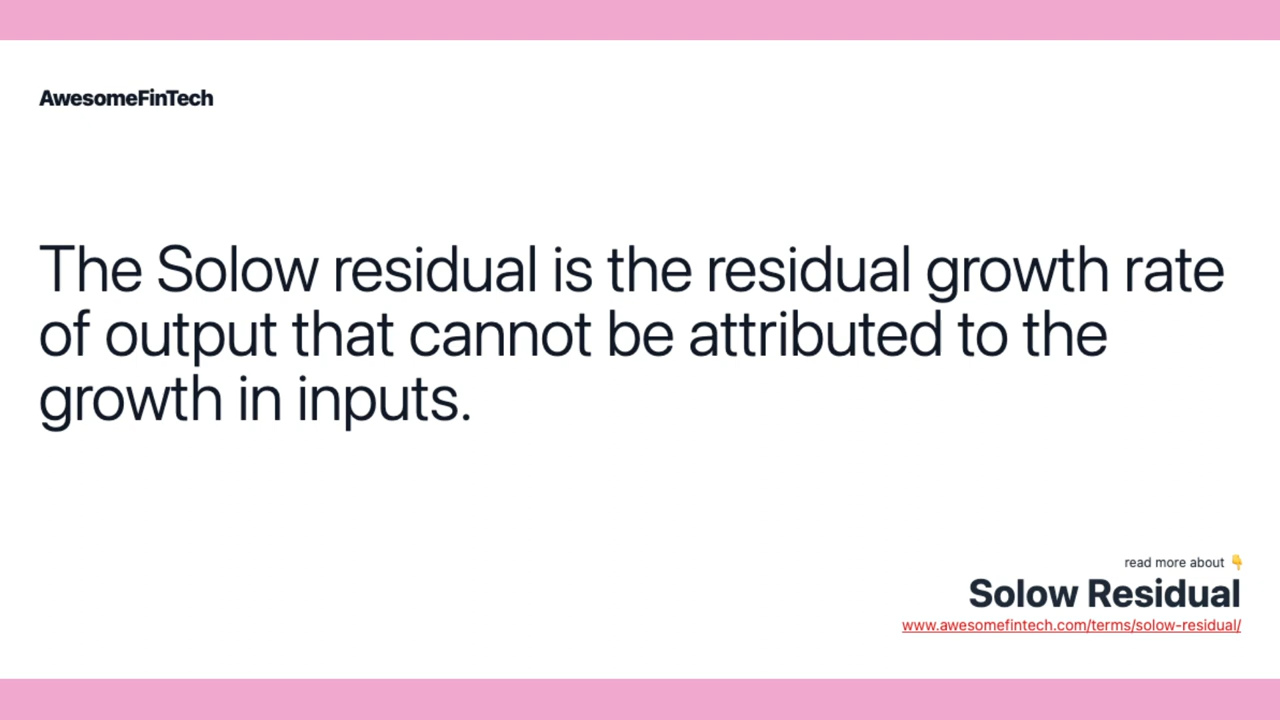 AwesomeFinTech
The Solow residual is the residual growth rate
of output that cannot be attributed to the
growth in inputs.
read more about 👇
Solow Residual
www.awesomefintech.com/terms/solow-residual/